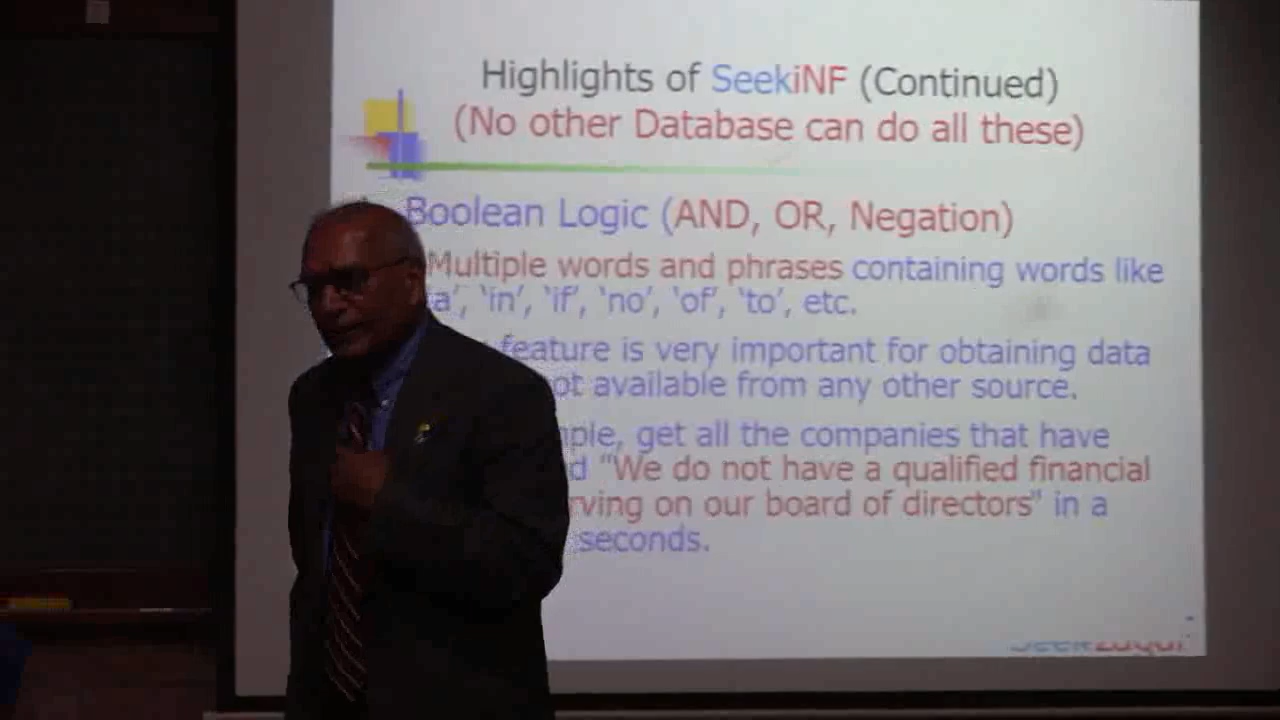 Highlights of SeekiNF (Continued)
(No other Database can do all these)
Boolean Logic (AND, OR, Negation)
Multiple words and phrases containing words like
'a', 'in', 'if', 'no', 'of', 'to', etc.
feature is very important for obtaining data
available from any other source.
get all the companies that have
"We do not have a qualified financial
on our board of directors" in a
seconds.